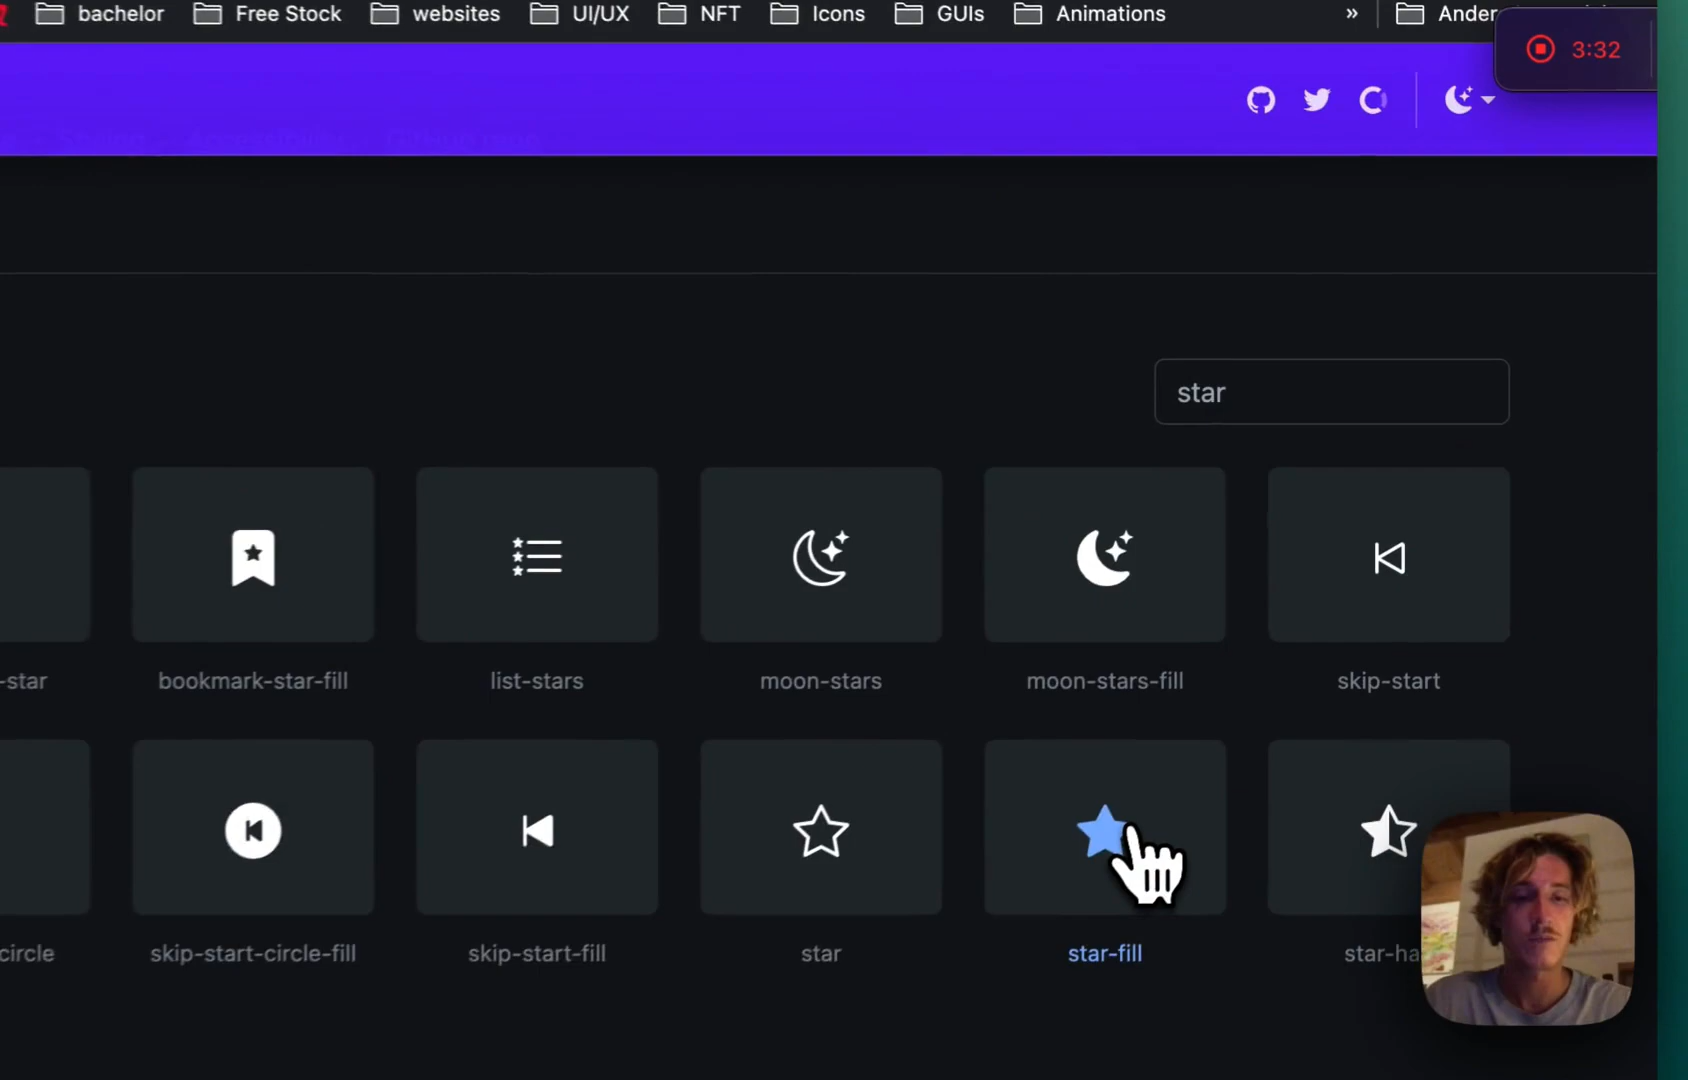 bachelor Free Stock websites UI/UX NFT Icons GUIs Animations » Ander
3:32
star
-star bookmark-star-fill list-stars moon-stars moon-stars-fill skip-start
circle skip-start-circle-fill skip-start-fill star star-fill star-ha